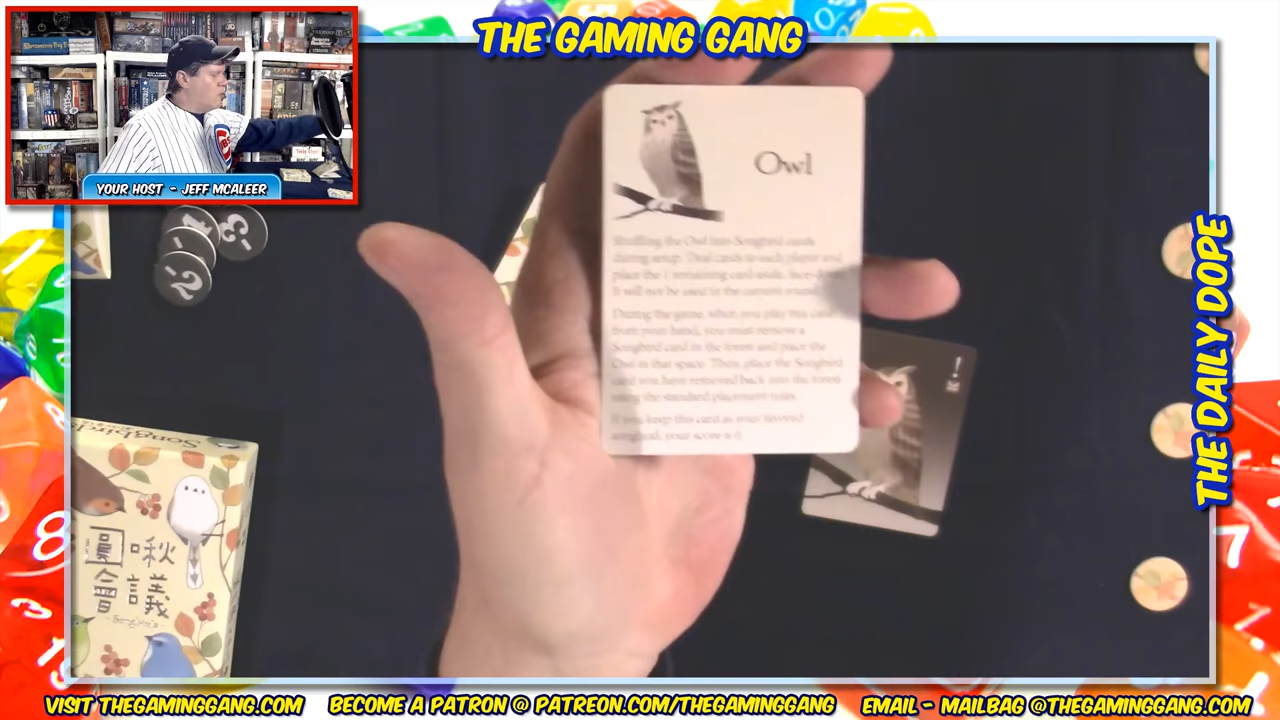 THE GAMING GANG
YOUR HOST - JEFF MCALEER
THE DAILY DOPE
Owl
Shuffling the Owl into Songbird cards
during setup. Deal cards to each player and
place the 1 remaining card aside, face-
It will not be used in the current round.
During the game, when you play this card
from your hand, you must remove a
Songbird card in the forest and place the
Owl in that space. Then, place the Songbird
card you have removed back into the forest
using the standard placement rules.
If you keep this card as your favored
songbird, your score is 0
-3
-2
Songbirds
啾
會議
Songbirds
VISIT THEGAMINGGANG.COM
BECOME A PATRON @ PATREON.COM/THEGAMINGGANG
EMAIL - MAILBAG @THEGAMINGGANG.COM